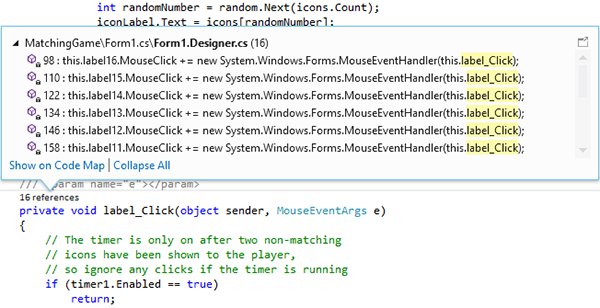 int randomNumber = random.Next(icons.Count);
iconLabel.Text = icons[randomNumber];
MatchingGame\Form1.cs\Form1.Designer.cs (16)
98 : this.label16.MouseClick += new System.Windows.Forms.MouseEventHandler(this.label_Click);
110 : this.label15.MouseClick += new System.Windows.Forms.MouseEventHandler(this.label_Click);
122 : this.label14.MouseClick += new System.Windows.Forms.MouseEventHandler(this.label_Click);
134 : this.label13.MouseClick += new System.Windows.Forms.MouseEventHandler(this.label_Click);
146 : this.label12.MouseClick += new System.Windows.Forms.MouseEventHandler(this.label_Click);
158 : this.label11.MouseClick += new System.Windows.Forms.MouseEventHandler(this.label_Click);
Show on Code Map | Collapse All
/// param name="e"></param>
16 references
private void label_Click(object sender, MouseEventArgs e)
{
// The timer is only on after two non-matching
// icons have been shown to the player,
// so ignore any clicks if the timer is running
if (timer1.Enabled == true)
return;